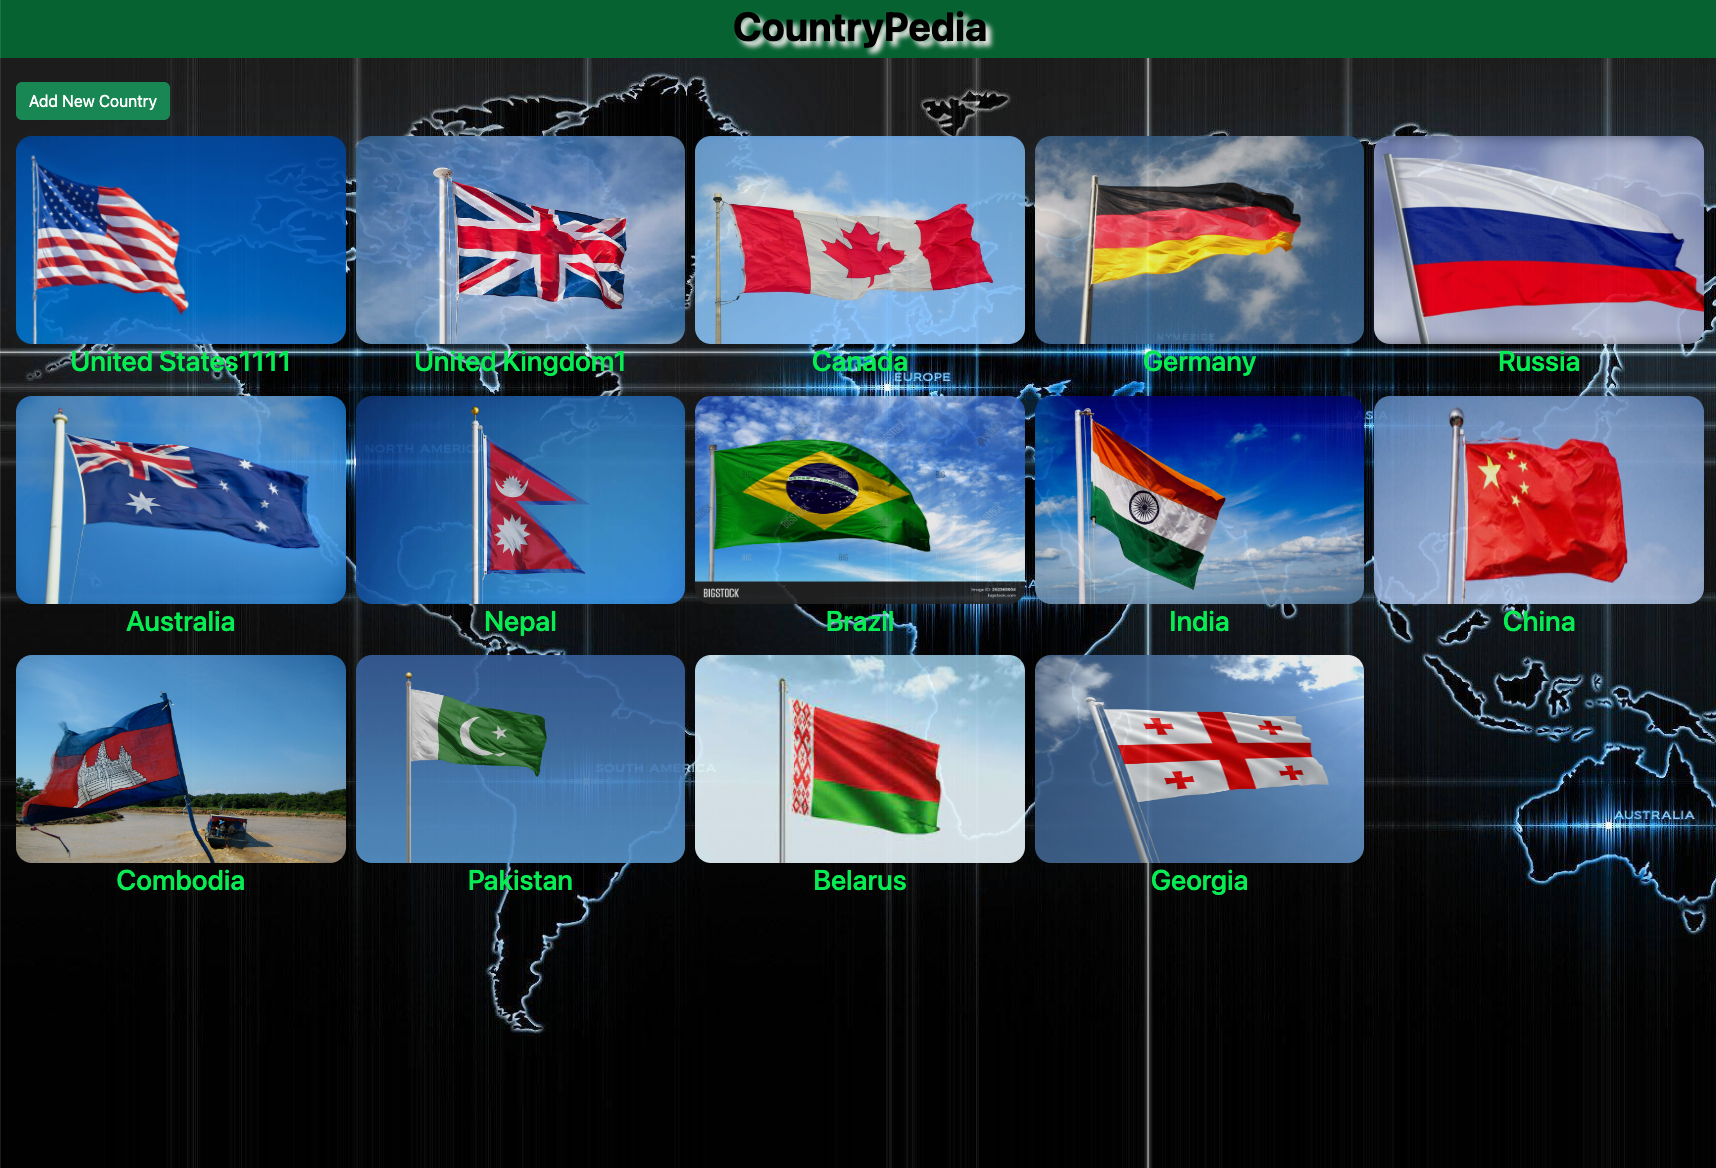 CountryPedia
Add New Country
United States1111
United Kingdom1
Canada
Germany
Russia
EUROPE
Australia
Nepal
Brazil
India
China
NORTH AMERICA
BIGSTOCK
Combodia
Pakistan
Belarus
Georgia
SOUTH AMERICA
AUSTRALIA